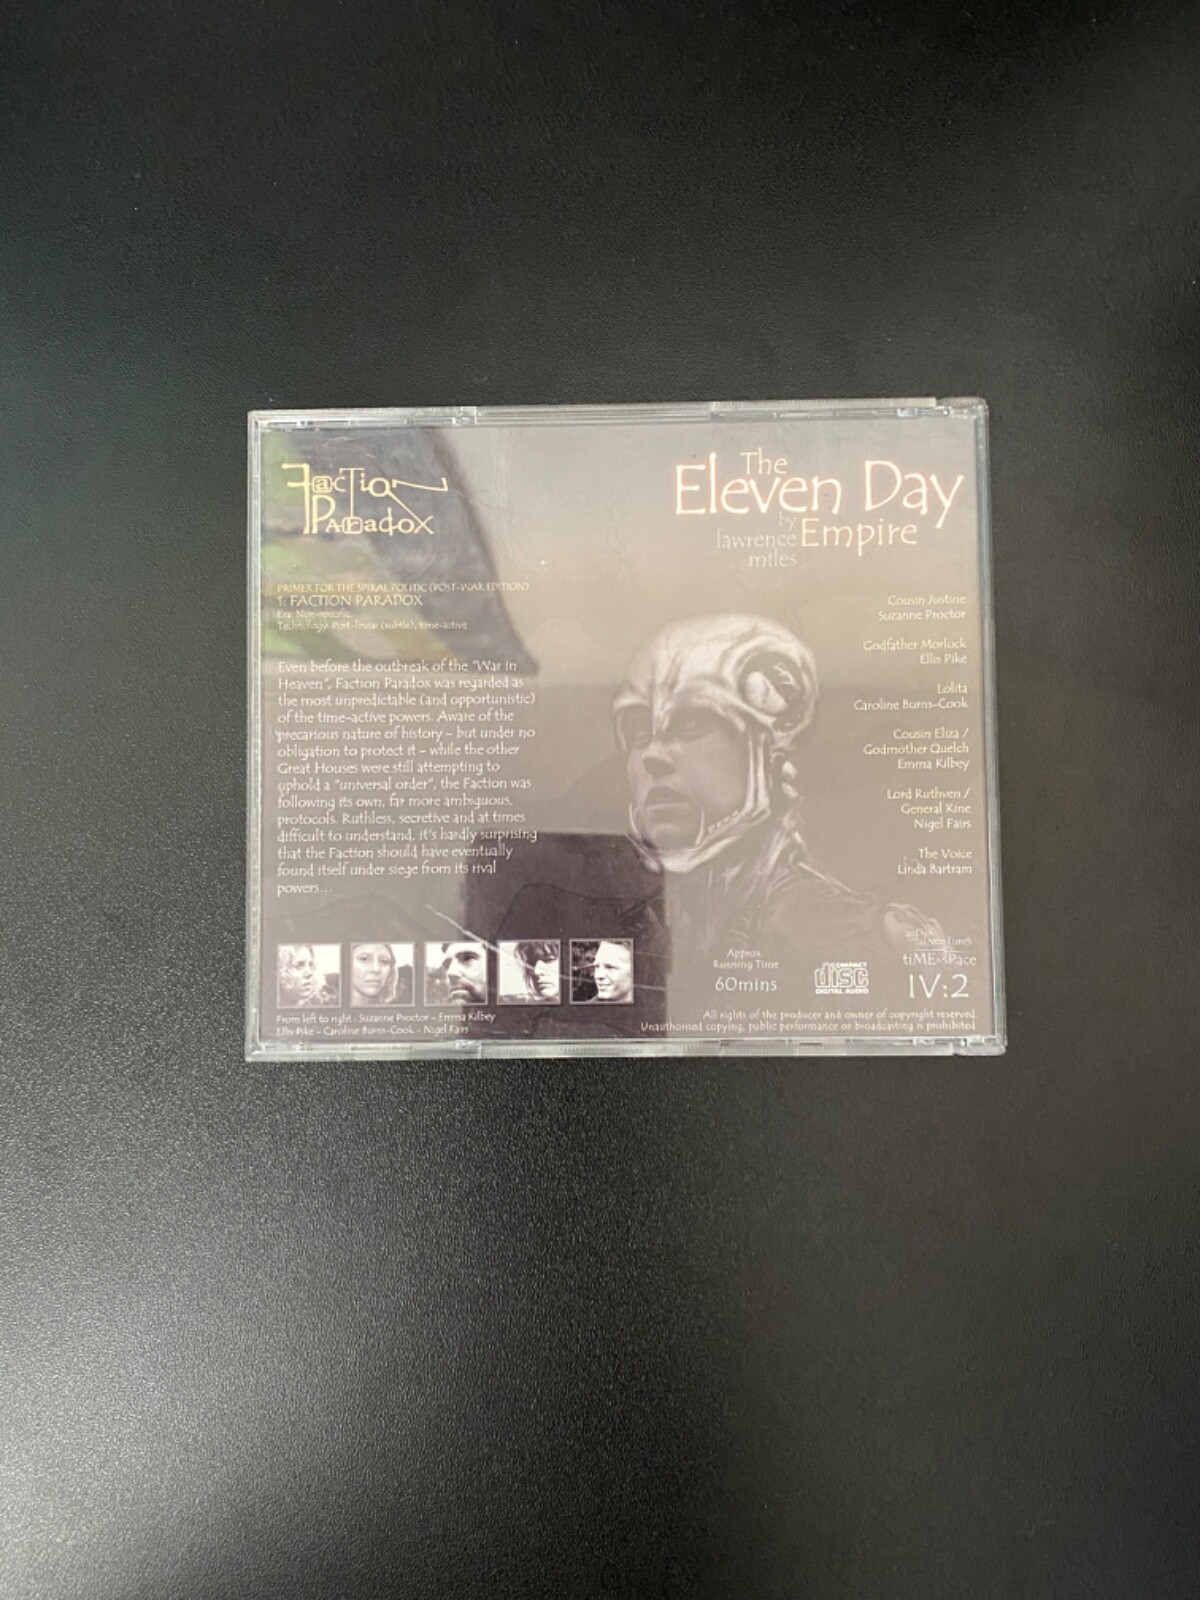 Faction
Paradox
PRIMER FOR THE SPIRAL POLITIC (POST-WAR EDITION)
1: FACTION PARADOX
Era: Non-specific.
Technology: Post-linear (subtle), time-active
Even before the outbreak of the "War in
Heaven", Faction Paradox was regarded as
the most unpredictable (and opportunistic)
of the time-active powers. Aware of the
precarious nature of history – but under no
obligation to protect it – while the other
Great Houses were still attempting to
uphold a "universal order", the Faction was
following its own, far more ambiguous,
protocols. Ruthless, secretive and at times
difficult to understand, it's hardly surprising
that the Faction should have eventually
found itself under siege from its rival
powers...
From left to right - Suzanne Proctor – Emma Kilbey
Ellis Pike – Caroline Burns-Cook - Nigel Fairs
The
Eleven Day
Empire
by
lawrence
miles
Cousin Justine
Suzanne Proctor
Godfather Morlock
Ellis Pike
Lolita
Caroline Burns-Cook
Cousin Eliza /
Godmother Quelch
Emma Kilbey
Lord Ruthven /
General Kine
Nigel Fairs
The Voice
Linda Bartram
Approx.
Running Time
60mins
COMPACT
disc
DIGITAL AUDIO
audio
adventures
in
tiME & sPace
IV:2
All rights of the producer and owner of copyright reserved.
Unauthorised copying, public performance or broadcasting is prohibited.